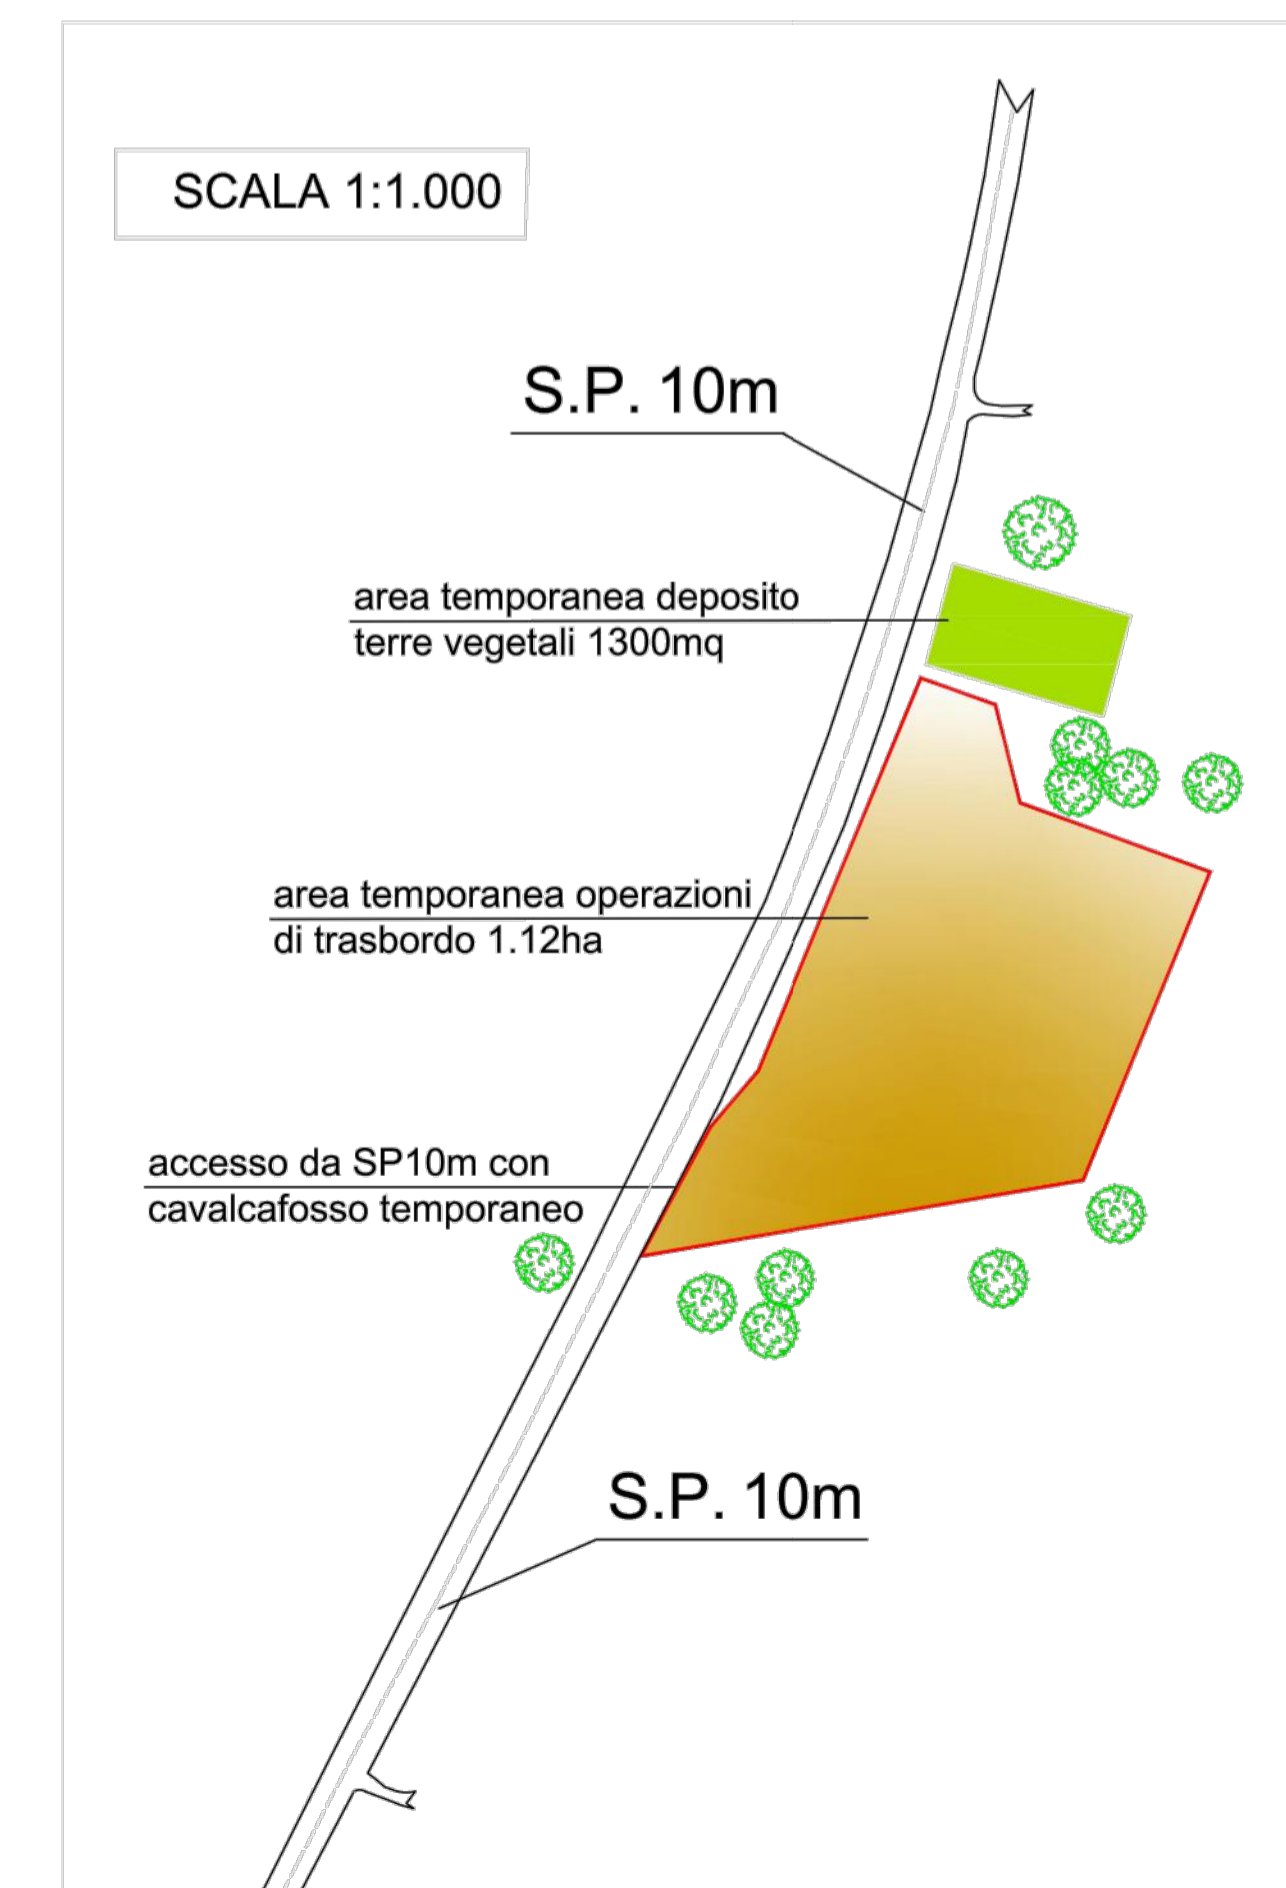 SCALA 1:1.000
S.P. 10m
area temporanea deposito
terre vegetali 1300mq
area temporanea operazioni
di trasbordo 1.12ha
accesso da SP10m con
cavalcafosso temporaneo
S.P. 10m